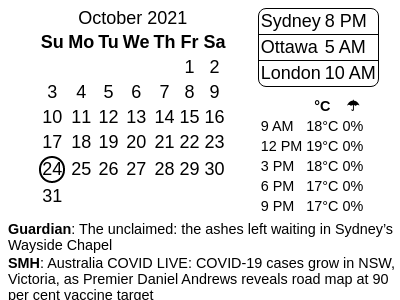 October 2021
Su Mo Tu We Th Fr Sa
1 2
3 4 5 6 7 8 9
10 11 12 13 14 15 16
17 18 19 20 21 22 23
24 25 26 27 28 29 30
31
Sydney 8 PM
Ottawa 5 AM
London 10 AM
°C ☂
9 AM 18°C 0%
12 PM 19°C 0%
3 PM 18°C 0%
6 PM 17°C 0%
9 PM 17°C 0%
Guardian: The unclaimed: the ashes left waiting in Sydney’s
Wayside Chapel
SMH: Australia COVID LIVE: COVID-19 cases grow in NSW,
Victoria, as Premier Daniel Andrews reveals road map at 90
per cent vaccine target